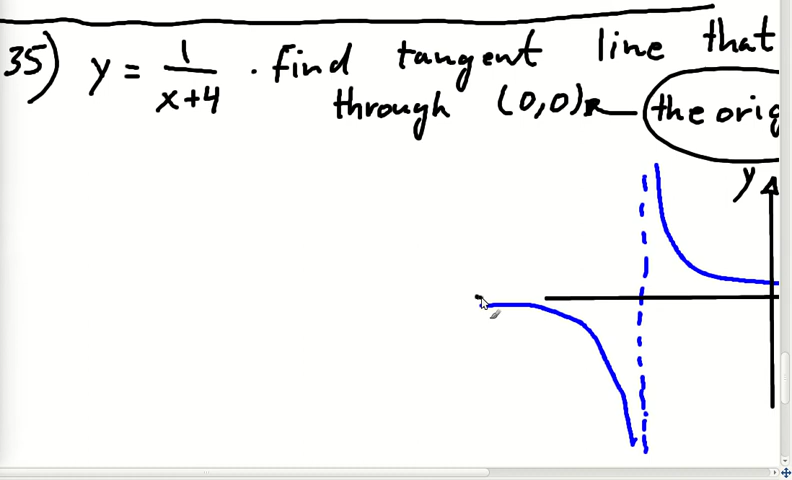 35) y = 1/(x+4) . find tangent line that
through (0,0) the orig
y